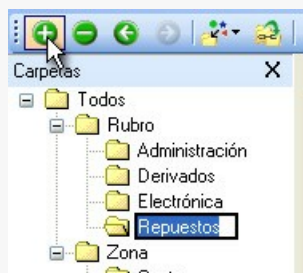 Carpetas
Todos
Rubro
Administración
Derivados
Electrónica
Repuestos
Zona